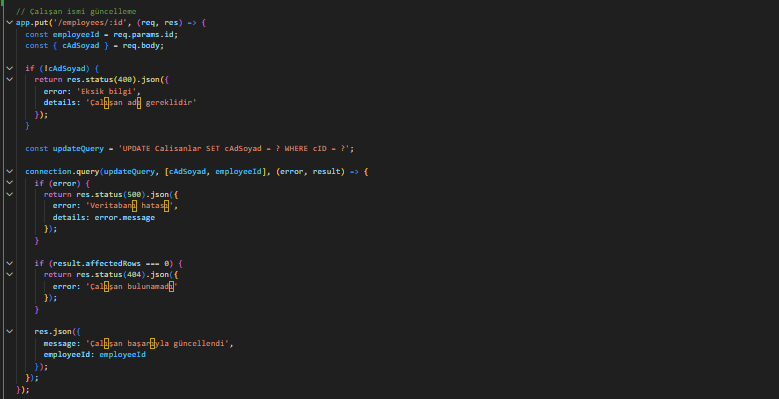 // Çalışan ismi güncelleme
app.put('/employees/:id', (req, res) => {
  const employeeId = req.params.id;
  const { cAdSoyad } = req.body;

  if (!cAdSoyad) {
    return res.status(400).json({
      error: 'Eksik bilgi',
      details: 'Çalışan adı gereklidir'
    });
  }

  const updateQuery = 'UPDATE Calisanlar SET cAdSoyad = ? WHERE cID = ?';

  connection.query(updateQuery, [cAdSoyad, employeeId], (error, result) => {
    if (error) {
      return res.status(500).json({
        error: 'Veritabanı hatası',
        details: error.message
      });
    }

    if (result.affectedRows === 0) {
      return res.status(404).json({
        error: 'Çalışan bulunamadı'
      });
    }

    res.json({
      message: 'Çalışan başarıyla güncellendi',
      employeeId: employeeId
    });
  });
});